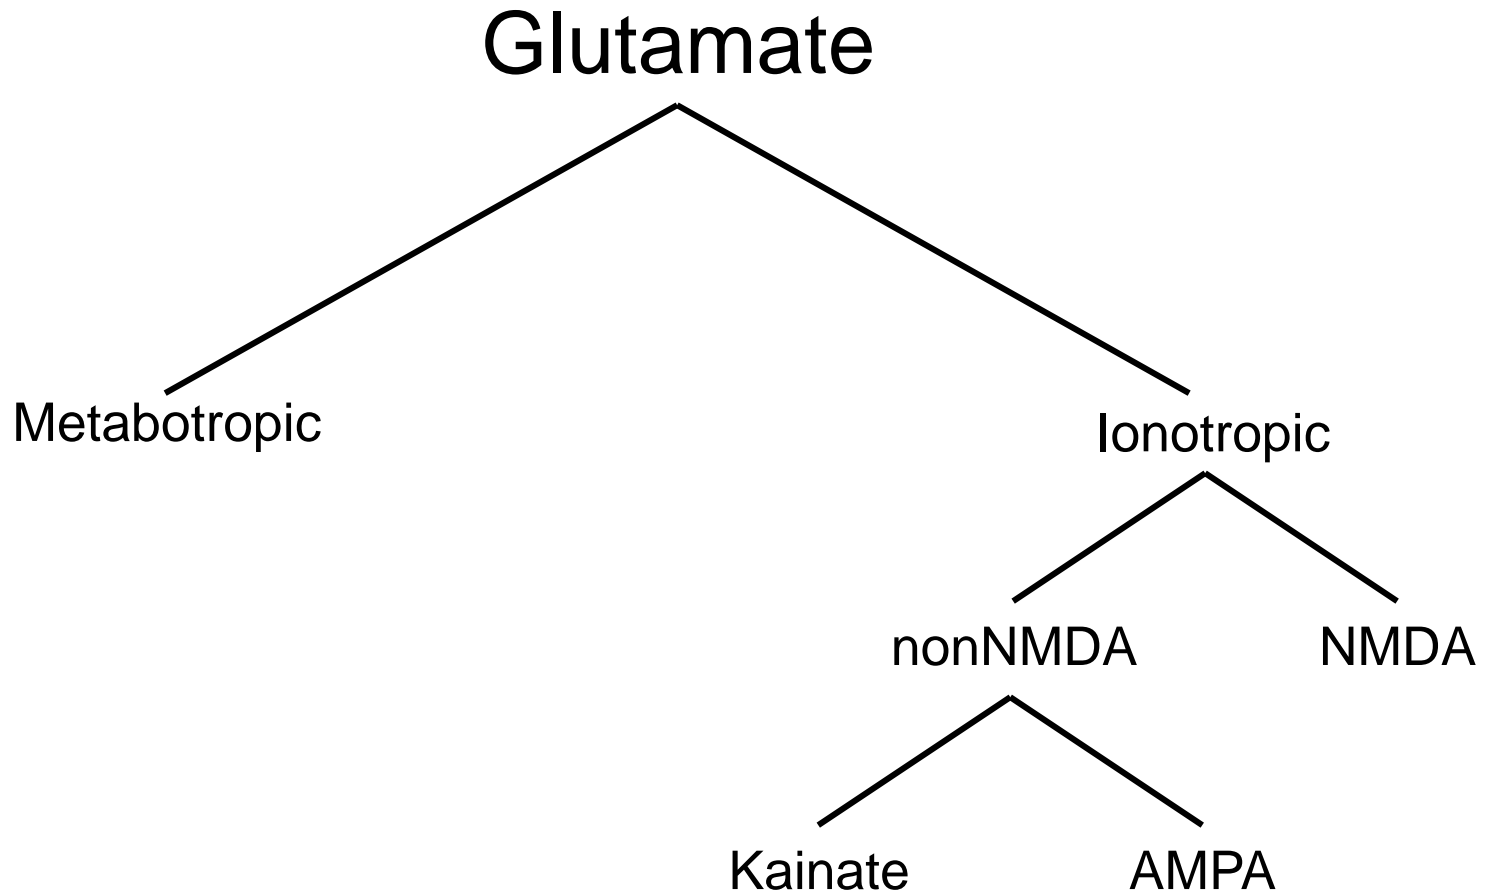 Glutamate
Metabotropic
Ionotropic
nonNMDA
NMDA
Kainate
AMPA